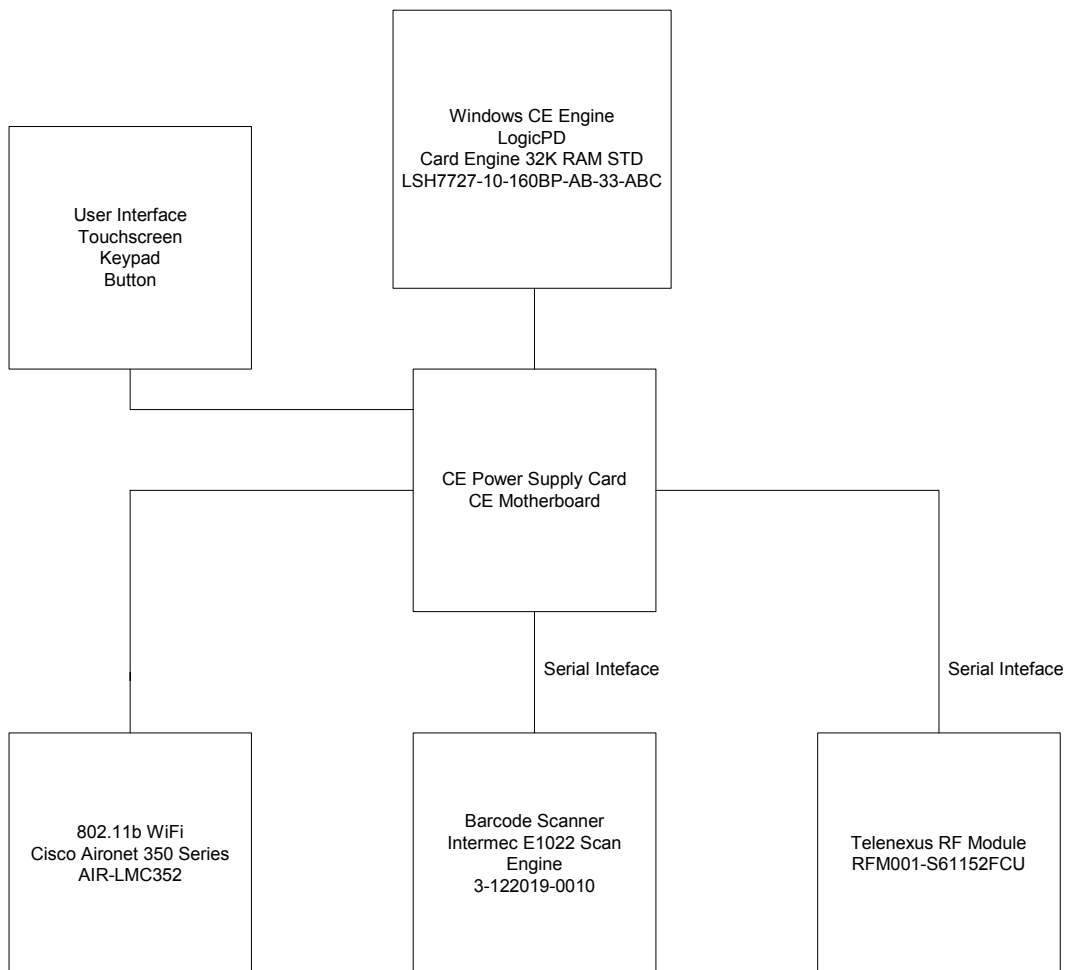 Windows CE Engine
LogicPD
Card Engine 32K RAM STD
LSH7727-10-160BP-AB-33-ABC
User Interface
Touchscreen
Keypad
Button
CE Power Supply Card
CE Motherboard
Serial Inteface
Serial Inteface
802.11b WiFi
Cisco Aironet 350 Series
AIR-LMC352
Barcode Scanner
Intermec E1022 Scan
Engine
3-122019-0010
Telenexus RF Module
RFM001-S61152FCU